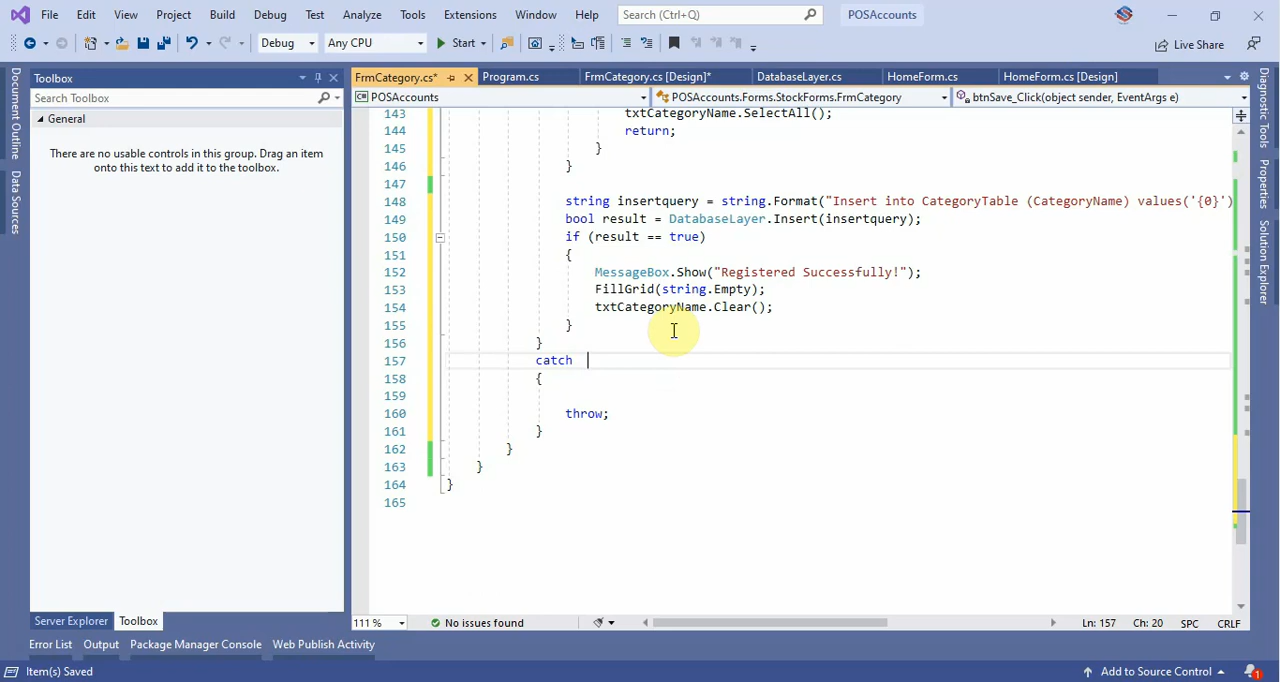 File Edit View Project Build Debug Test Analyze Tools Extensions Window Help Search (Ctrl+Q) POSAccounts
Debug Any CPU Start Live Share
Toolbox
Search Toolbox
General
There are no usable controls in this group. Drag an item
onto this text to add it to the toolbox.
Document Outline
Data Sources
FrmCategory.cs* Program.cs FrmCategory.cs [Design]* DatabaseLayer.cs HomeForm.cs HomeForm.cs [Design]
POSAccounts POSAccounts.Forms.StockForms.FrmCategory btnSave_Click(object sender, EventArgs e)
143 txtCategoryName.SelectAll();
144 return;
145 }
146 }
147
148 string insertquery = string.Format("Insert into CategoryTable (CategoryName) values('{0}')
149 bool result = DatabaseLayer.Insert(insertquery);
150 if (result == true)
151 {
152 MessageBox.Show("Registered Successfully!");
153 FillGrid(string.Empty);
154 txtCategoryName.Clear();
155 }
156 }
157 catch
158 {
159
160 throw;
161 }
162 }
163 }
164 }
165
Diagnostic Tools
Properties
Solution Explorer
111 % No issues found Ln: 157 Ch: 20 SPC CRLF
Server Explorer Toolbox
Error List Output Package Manager Console Web Publish Activity
Item(s) Saved Add to Source Control 1